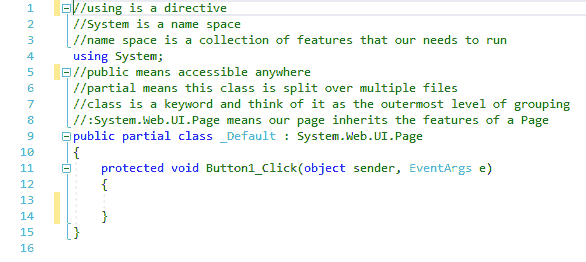 1 //using is a directive
2 //System is a name space
3 //name space is a collection of features that our needs to run
4 using System;
5 //public means accessible anywhere
6 //partial means this class is split over multiple files
7 //class is a keyword and think of it as the outermost level of grouping
8 //:System.Web.UI.Page means our page inherits the features of a Page
9 public partial class _Default : System.Web.UI.Page
10 {
11 protected void Button1_Click(object sender, EventArgs e)
12 {
13
14 }
15 }
16